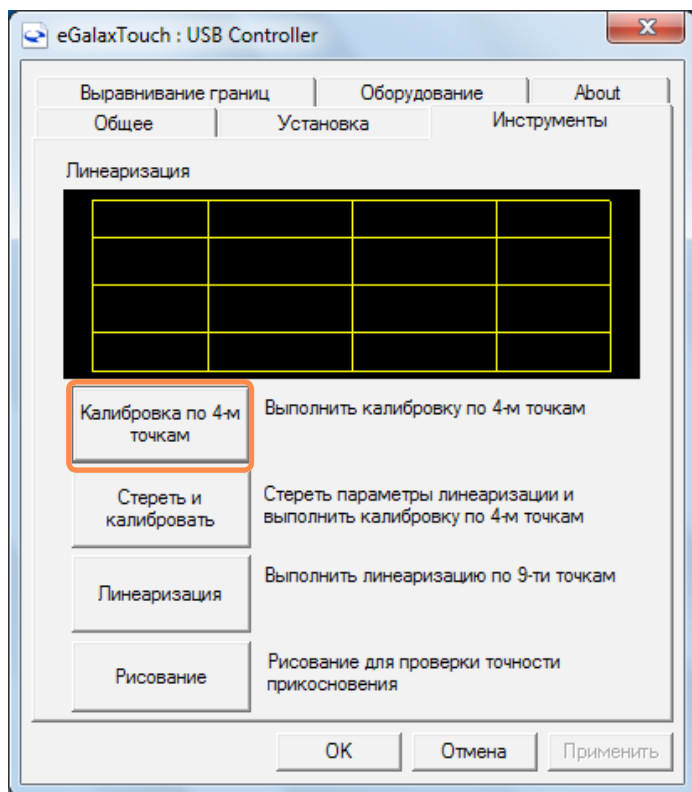 eGalaxTouch : USB Controller
Выравнивание границ
Оборудование
About
Общее
Установка
Инструменты
Линеаризация
Калибровка по 4-м
точкам
Выполнить калибровку по 4-м точкам
Стереть и
калибровать
Стереть параметры линеаризации и
выполнить калибровку по 4-м точкам
Линеаризация
Выполнить линеаризацию по 9-ти точкам
Рисование
Рисование для проверки точности
прикосновения
OK
Отмена
Применить